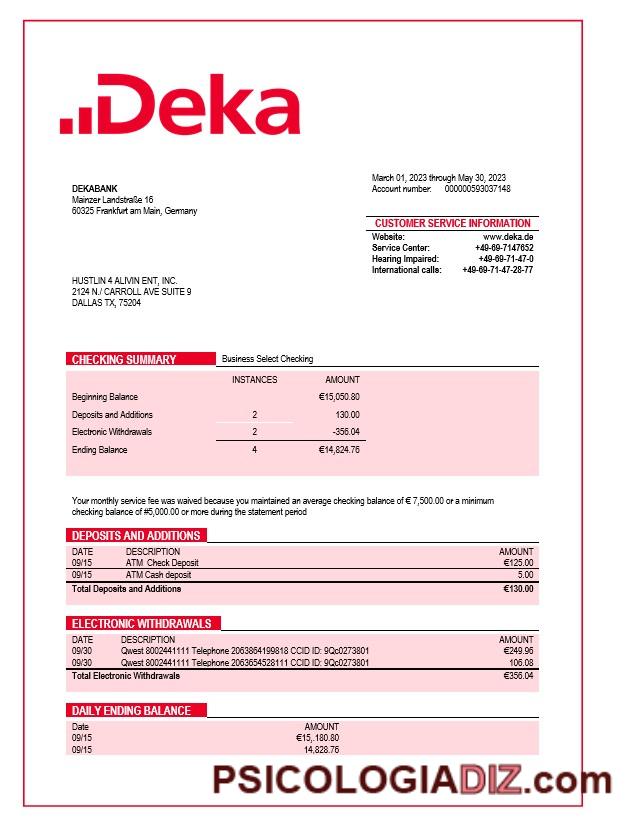 Deka
March 01, 2023 through May 30, 2023
DEKABANK
Account number: 000000593037148
Mainzer Landstraße 16
60325 Frankfurt am Main, Germany
CUSTOMER SERVICE INFORMATION
Website: www.deka.de
Service Center: +49-69-7147652
Hearing Impaired: +49-69-71-47-0
International calls: +49-69-71-47-28-77
HUSTLIN 4 ALIVIN ENT, INC.
2124 N./ CARROLL AVE SUITE 9
DALLAS TX, 75204
CHECKING SUMMARY Business Select Checking
INSTANCES AMOUNT
Beginning Balance €15,050.80
Deposits and Additions 2 130.00
Electronic Withdrawals 2 -356.04
Ending Balance 4 €14,824.76
Your monthly service fee was waived because you maintained an average checking balance of € 7,500.00 or a minimum
checking balance of #5,000.00 or more during the statement period
DEPOSITS AND ADDITIONS
DATE DESCRIPTION AMOUNT
09/15 ATM Check Deposit €125.00
09/15 ATM Cash deposit 5.00
Total Deposits and Additions €130.00
ELECTRONIC WITHDRAWALS
DATE DESCRIPTION AMOUNT
09/30 Qwest 8002441111 Telephone 2063864199818 CCID ID: 9Qc0273801 €249.96
09/30 Qwest 8002441111 Telephone 2063654528111 CCID ID: 9Qc0273801 106.08
Total Electronic Withdrawals €356.04
DAILY ENDING BALANCE
Date AMOUNT
09/15 €15,.180.80
09/15 14,828.76
PSICOLOGIADIZ.com